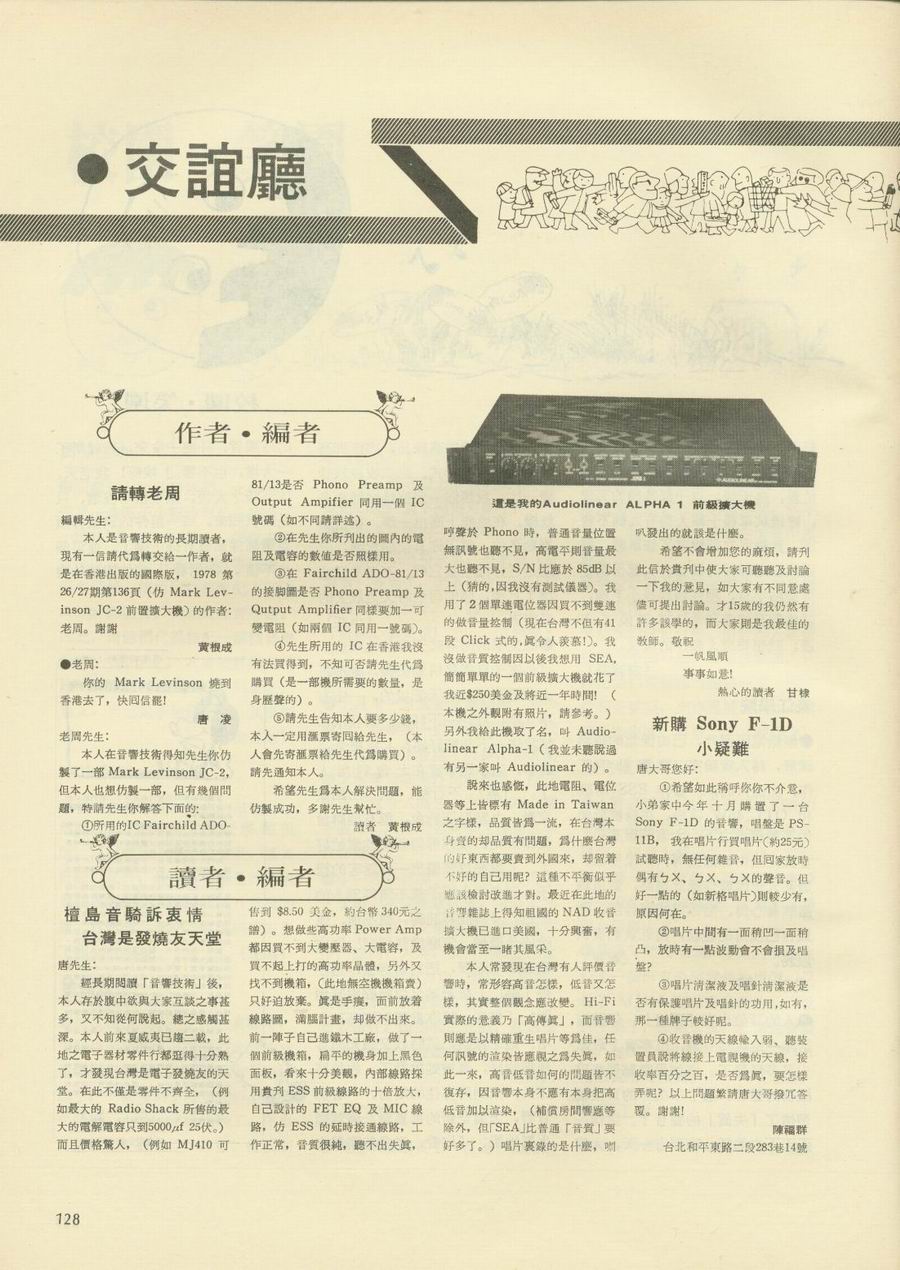 ●交誼廳
作者•編者
請轉老周
編輯先生：
本人是音響技術的長期讀者，
現有一信請代爲轉交給一作者，就
是在香港出版的國際版， 1978 第
26/27期第136頁（仿 Mark Lev-
inson JC-2 前置擴大機）的作者：
老周。謝謝
黃根成
●老周：
你的 Mark Levinson 燒到
香港去了，快囘信罷！
唐 凌
老周先生：
本人在音響技術得知先生你仿
製了一部 Mark Levinson JC-2，
但本人也想仿製一部，但有幾個問
題，特請先生你解答下面的：
①所用的IC Fairchild ADO-
81/13是否 Phono Preamp 及
Output Ampifier 同用一個 IC
號碼（如不同請詳述）。
②在先生你所列出的圖內的電
阻及電容的數值是否照樣用。
③在 Fairchild ADO-81/13
的接脚圖是否 Phono Preamp 及
Qutput Amplifier 同樣要加一可
變電阻（如兩個 IC 同用一號碼）。
④先生所用的 IC 在香港我沒
有法買得到，不知可否請先生代爲
購買（是一部機所需要的數量，是
身歷聲的）。
⑤請先生告知本人要多少錢，
本人一定用滙票寄囘給先生，（本
人會先寄滙票給先生代爲購買）。
請先通知本人。
希望先生爲本人解決問題，能
仿製成功，多謝先生幫忙。
讀者 黃根成
讀者•編者
檀島音騎訴衷情
台灣是發燒友天堂
唐先生：
經長期閱讀「音響技術」後，
本人存於腹中欲與大家互談之事甚
多，又不知從何說起。總之感觸甚
深。本人前來夏威夷已趨二載，此
地之電子器材零件行都逛得十分熟
了，才發現台灣是電子發燒友的天
堂。在此不僅是零件不齊全，（例
如最大的 Radio Shack 所售的最
大的電解電容只到5000μf 25伏。）
而且價格驚人，（例如 MJ410 可
售到 $8.50 美金，約台幣340元之
譜）。想做些高功率 Power Amp
都因買不到大變壓器、大電容，及
買不起上打的高功率晶體，另外又
找不到機箱，（此地無空機機箱賣）
只好迫放棄。眞是手癢，面前放着
線路圖，滿腦計畫，却做不出來。
前一陣子自己進鐵木工廠，做了一
個前級機箱，扁平的機身加上黑色
面板，看來十分美觀，內部線路採
用貴刋 ESS 前級線路的十倍放大，
自己設計的 FET EQ 及 MIC 線
路，仿 ESS 的延時接通線路，工
作正常，音質很純，聽不出失眞，
AUDIOLINEAR
這是我的Audiolinear ALPHA 1 前級擴大機
哼聲於 Phono 時，普通音量位置
無訊號也聽不見，高電平則音量最
大也聽不見，S/N 比應於 85dB 以
上（猜的，因我沒有測試儀器）。我
用了2個單連電位器因買不到雙連
的做音量控制（現在台灣不但有41
段 Click 式的，眞令人羨慕！）。我
沒做音質控制因以後我想用 SEA，
簡簡單單的一個前級擴大機就花了
我近$250美金及將近一年時間！（
本機之外觀附有照片，請參考。）
另外我給此機取了名，叫 Audio-
linear Alpha-1（我並未聽說過
有另一家叫 Audiolinear 的）。
說來也感慨，此地電阻、電位
器等上皆標有 Made in Taiwan
之字樣，品質皆爲一流，在台灣本
身賣的却品質有問題，爲什麼台灣
的好東西都要賣到外國來，却留着
不好的自己用呢？這種不平衡似乎
應該檢討改進才對。最近在此地的
音響雜誌上得知祖國的 NAD 收音
擴大機已進口美國，十分興奮，有
機會當至一睹其風采。
本人常發現在台灣有人評價音
響時，常形容高音怎樣，低音又怎
樣，其實整個觀念應改變。Hi-Fi
實際的意義乃「高傳眞」，而音響
則應是以精確重生唱片等爲佳，任
何訊號的渲染皆應視之爲失眞，如
此一來，高音低音如何的問題皆不
復存，因音響本身不應有本身把高
低音加以渲染，（補償房間響應等
除外，但「SEA」比普通「音質」要
好多了。）唱片裏錄的是什麼，喇
叭發出的就該是什麼。
希望不會增加您的麻煩，請刋
此信於貴刋中使大家可聽聽及討論
一下我的意見，如大家有不同意處
儘可提出討論。才15歲的我仍然有
許多該學的，而大家則是我最佳的
敎師。敬祝
一帆風順
事事如意！
熱心的讀者 甘棣
新購 Sony F-1D
小疑難
唐大哥您好：
①希望如此稱呼你你不介意，
小弟家中今年十月購置了一台
Sony F-1D 的音響，唱盤是 PS-
11B， 我在唱片行買唱片（約25元）
試聽時，無任何雜音，但囘家放時
偶有ㄅㄨ、ㄅㄨ、ㄅㄨ的聲音。但
好一點的（如新格唱片）則較少有，
原因何在。
②唱片中間有一面稍凹一面稍
凸，放時有一點波動會不會損及唱
盤？
③唱片清潔液及唱針清潔液是
否有保護唱片及唱針的功用，如有，
那一種牌子較好呢。
④收音機的天線輸入弱、聽裝
置員說將線接上電視機的天線，接
收率百分之百，是否爲眞，要怎樣
弄呢？以上問題繁請唐大哥撥冗答
覆。謝謝！
陳福群
台北和平東路二段283巷14號
128